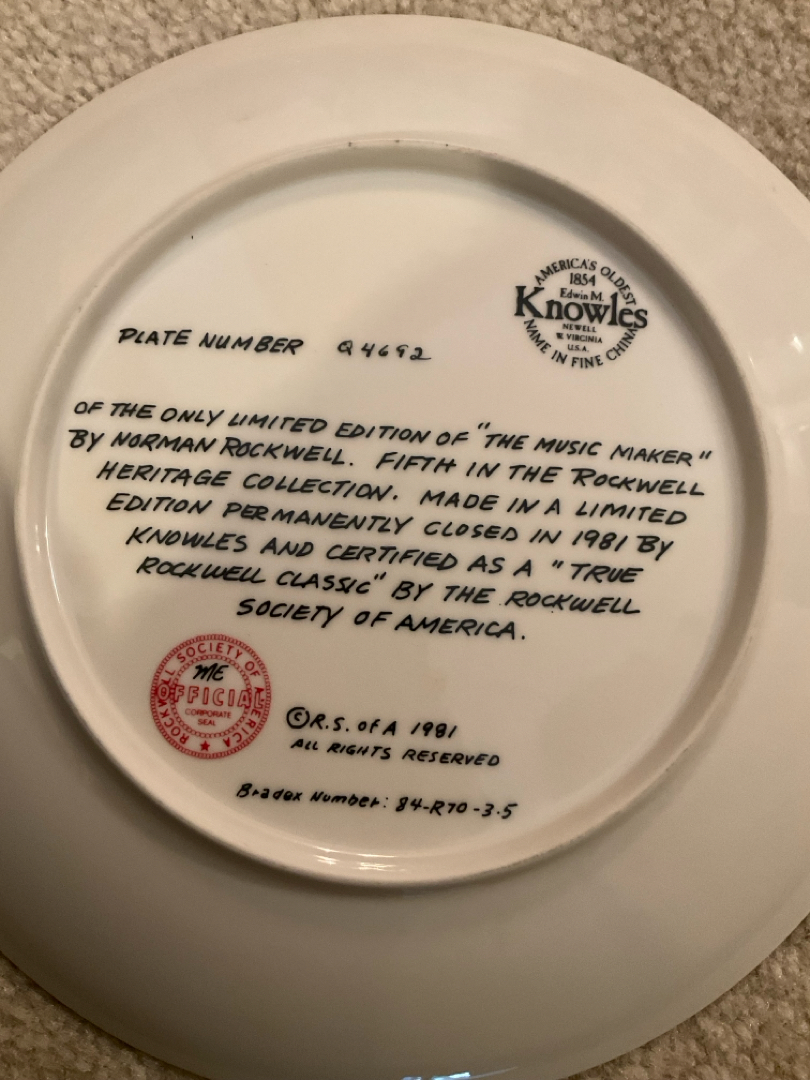 AMERICA'S OLDEST
1854
Edwin M.
Knowles
NEWELL
W. VIRGINIA
U.S.A.
NAME IN FINE CHINA
PLATE NUMBER Q4692
OF THE ONLY LIMITED EDITION OF "THE MUSIC MAKER"
BY NORMAN ROCKWELL. FIFTH IN THE ROCKWELL
HERITAGE COLLECTION. MADE IN A LIMITED
EDITION PERMANENTLY CLOSED IN 1981 BY
KNOWLES AND CERTIFIED AS A "TRUE
ROCKWELL CLASSIC" BY THE ROCKWELL
SOCIETY OF AMERICA.
ROCKWELL SOCIETY OF AMERICA
ME
OFFICIAL
CORPORATE
SEAL
©R.S. of A 1981
ALL RIGHTS RESERVED
Bradex Number: 84-R70-3.5